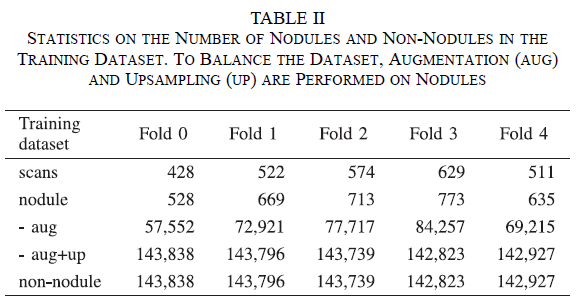 TABLE II
STATISTICS ON THE NUMBER OF NODULES AND NON-NODULES IN THE
TRAINING DATASET. TO BALANCE THE DATASET, AUGMENTATION (AUG)
AND UPSAMPLING (UP) ARE PERFORMED ON NODULES
Training dataset Fold 0 Fold 1 Fold 2 Fold 3 Fold 4
scans 428 522 574 629 511
nodule 528 669 713 773 635
- aug 57,552 72,921 77,717 84,257 69,215
- aug+up 143,838 143,796 143,739 142,823 142,927
non-nodule 143,838 143,796 143,739 142,823 142,927